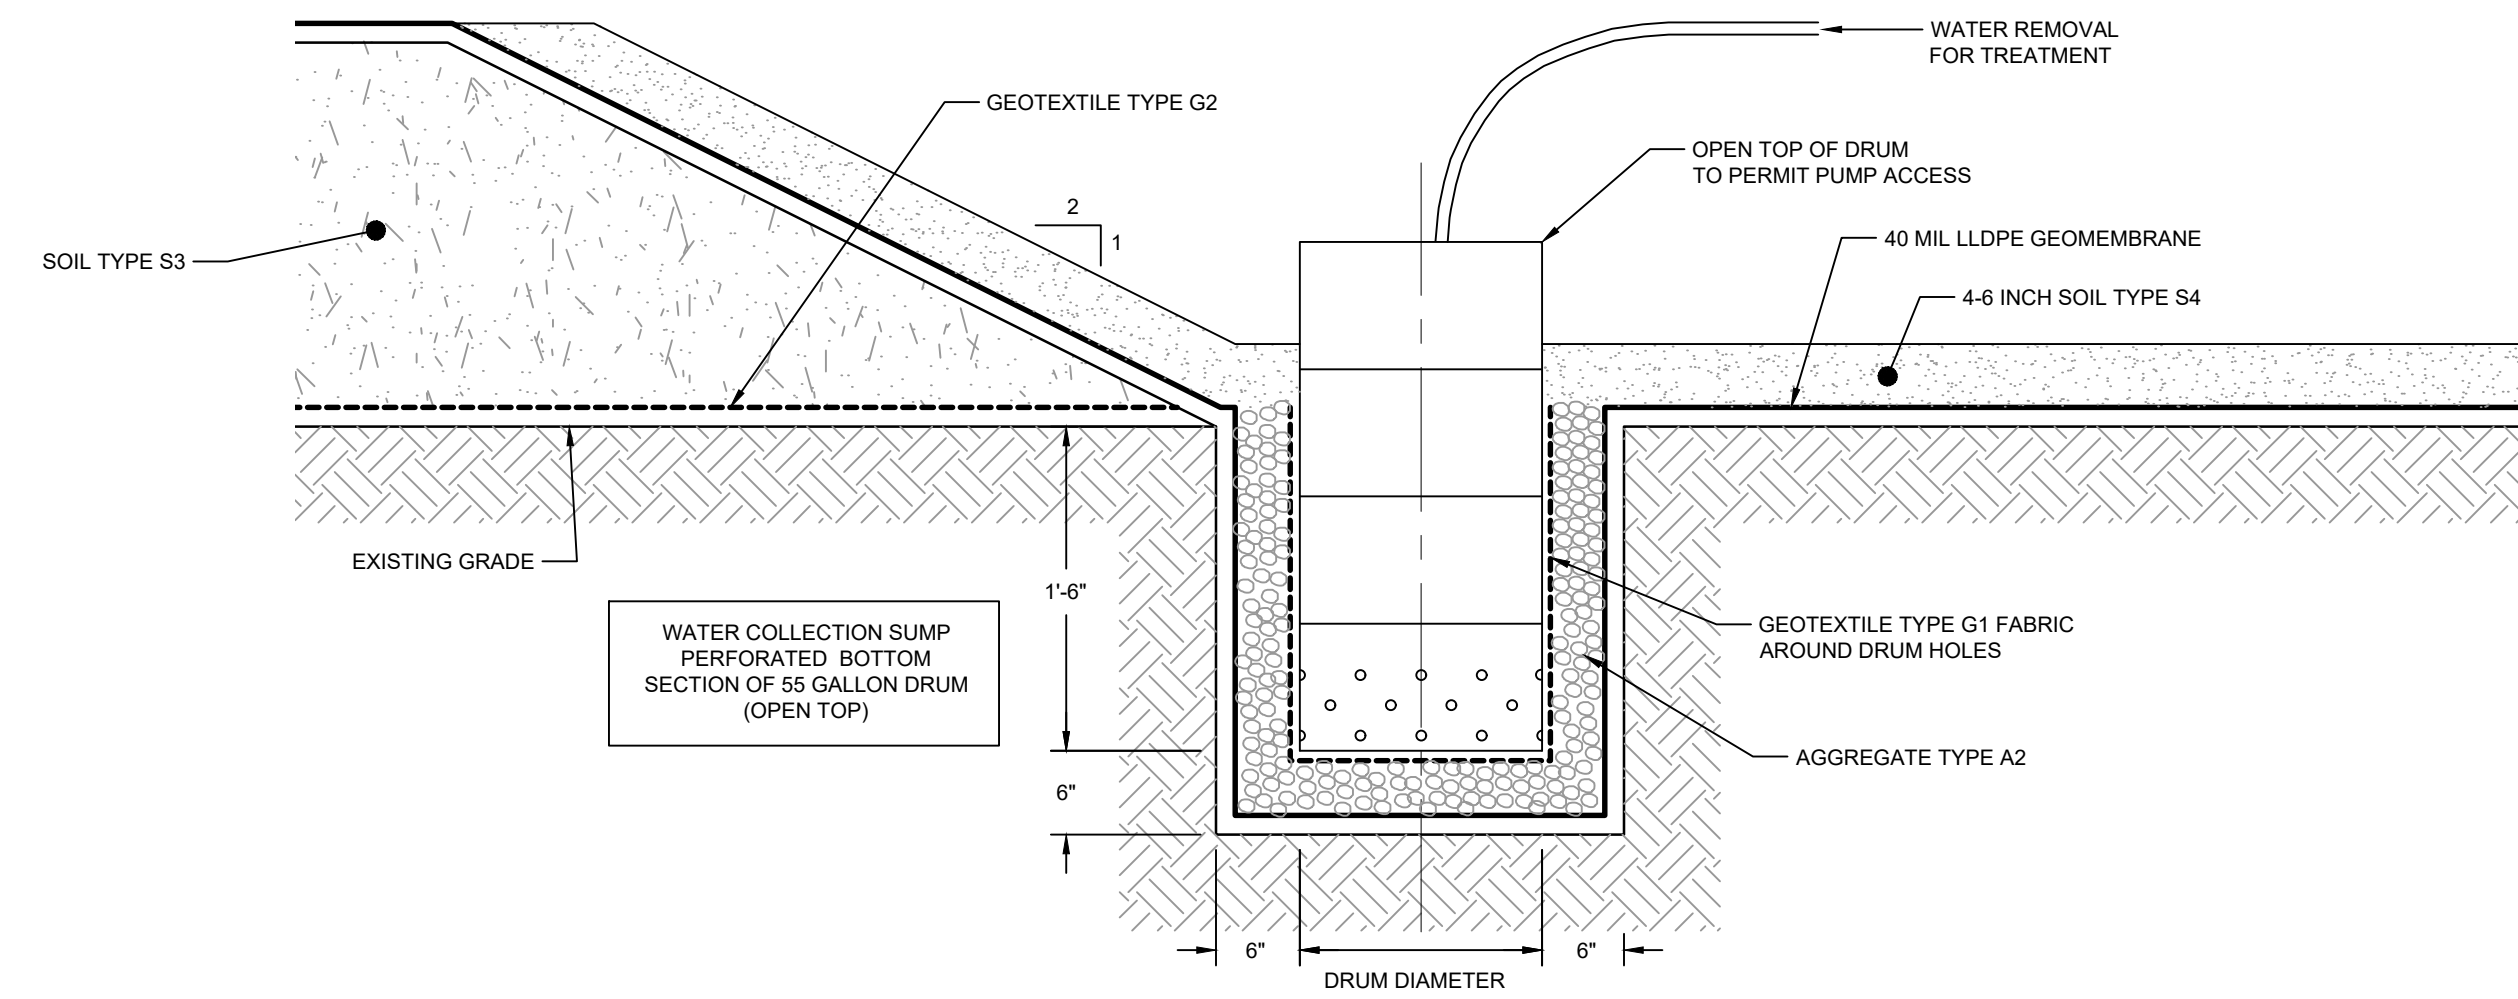 WATER REMOVAL
FOR TREATMENT
GEOTEXTILE TYPE G2
OPEN TOP OF DRUM
TO PERMIT PUMP ACCESS
2
1
40 MIL LLDPE GEOMEMBRANE
SOIL TYPE S3
4-6 INCH SOIL TYPE S4
EXISTING GRADE
1'-6"
WATER COLLECTION SUMP
PERFORATED BOTTOM
SECTION OF 55 GALLON DRUM
(OPEN TOP)
GEOTEXTILE TYPE G1 FABRIC
AROUND DRUM HOLES
AGGREGATE TYPE A2
6"
6"
6"
DRUM DIAMETER